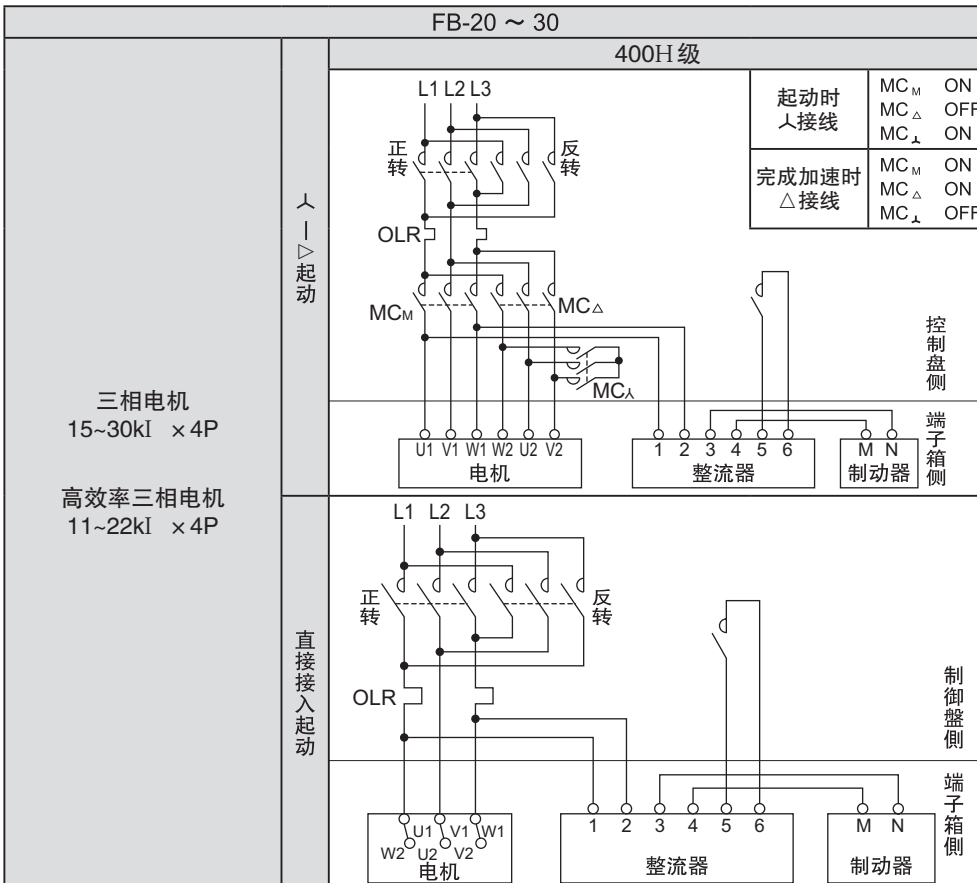 FB-20 ~ 30
400H级
三相电机
15~30kI ×4P
高效率三相电机
11~22kI ×4P
人-▷起动
L1 L2 L3
正转
反转
起动时
人接线
MCM ON
MC△ OFF
MC人 ON
完成加速时
△接线
MCM ON
MC△ ON
MC人 OFF
OLR
MCM
MC△
MC人
控制盘侧
端子箱侧
U1 V1 W1 W2 U2 V2
电机
1 2 3 4 5 6
整流器
M N
制动器
直接接入起动
L1 L2 L3
正转
反转
OLR
制御盤側
端子箱側
U1 V1 W1
W2 U2 V2
电机
1 2 3 4 5 6
整流器
M N
制动器